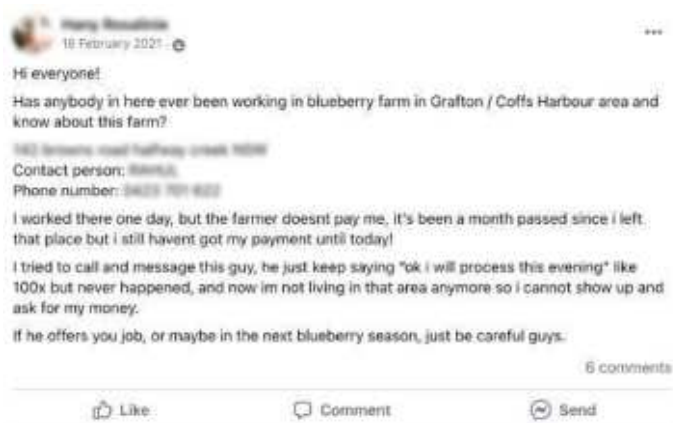 18 February 2021
Hi everyone!
Has anybody in here ever been working in blueberry farm in Grafton / Coffs Harbour area and
know about this farm?
Contact person:
Phone number:
I worked there one day, but the farmer doesnt pay me, it's been a month passed since i left
that place but i still havent got my payment until today!
I tried to call and message this guy, he just keep saying "ok i will process this evening" like
100x but never happened, and now im not living in that area anymore so i cannot show up and
ask for my money.
If he offers you job, or maybe in the next blueberry season, just be careful guys.
6 comments
Like
Comment
Send